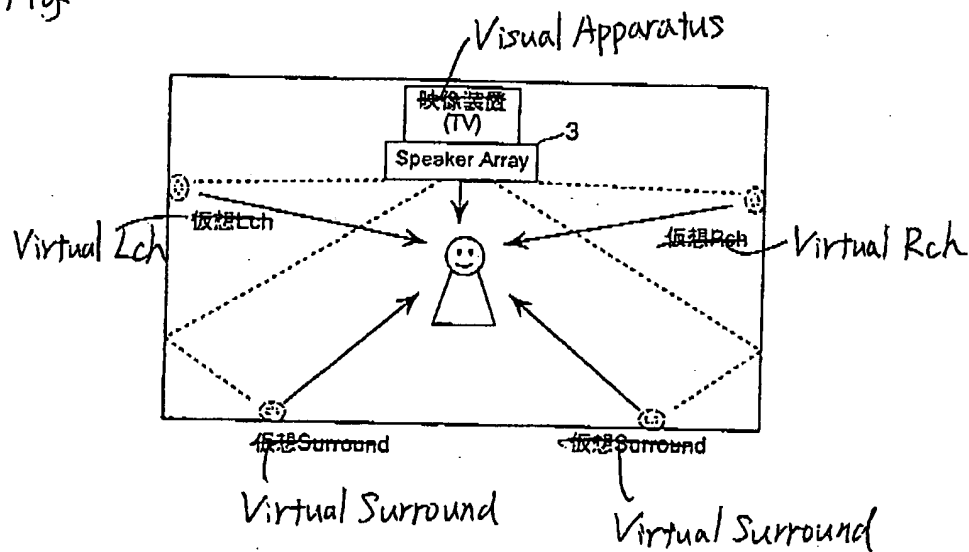 Fig
Visual Apparatus
映像装置
(TV)
3
Speaker Array
仮想Lch
Virtual Lch
仮想Rch
Virtual Rch
仮想Surround
仮想Surround
Virtual Surround
Virtual Surround